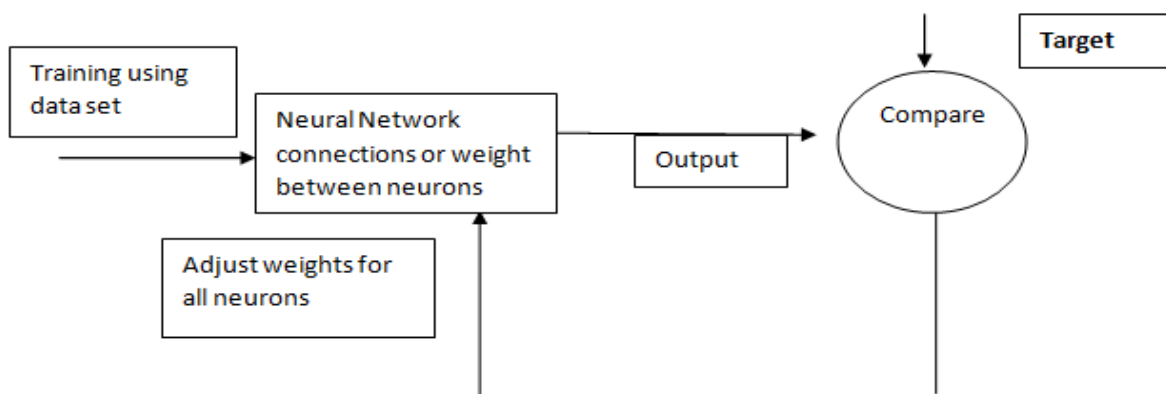 Training using
data set
Neural Network
connections or weight
between neurons
Output
Target
Compare
Adjust weights for
all neurons